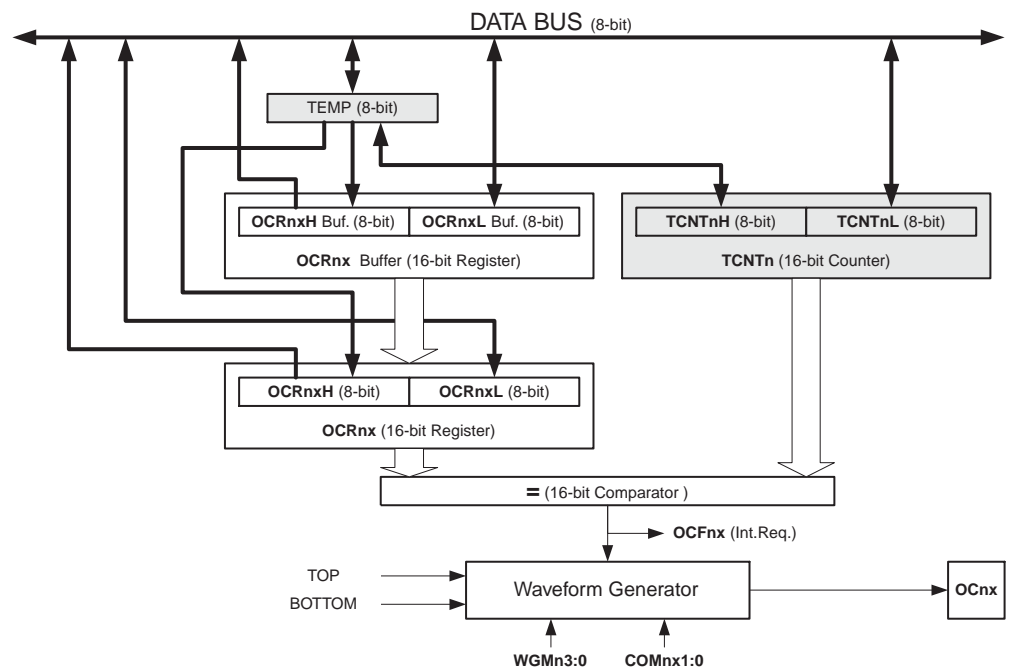 DATA BUS (8-bit)
TEMP (8-bit)
OCRnxH Buf. (8-bit) OCRnxL Buf. (8-bit)
OCRnx Buffer (16-bit Register)
TCNTnH (8-bit) TCNTnL (8-bit)
TCNTn (16-bit Counter)
OCRnxH (8-bit) OCRnxL (8-bit)
OCRnx (16-bit Register)
= (16-bit Comparator )
OCFnx (Int.Req.)
TOP
BOTTOM
Waveform Generator
OCnx
WGMn3:0 COMnx1:0